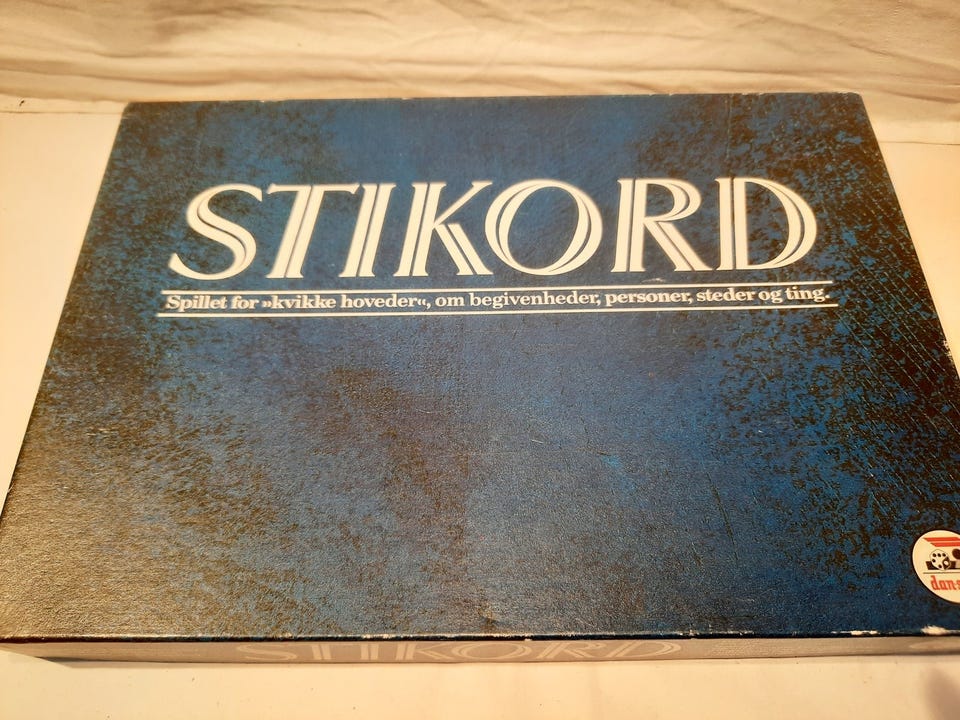 STIKORD
Spillet for »kvikke hoveder«, om begivenheder, personer, steder og ting.
STIKORD